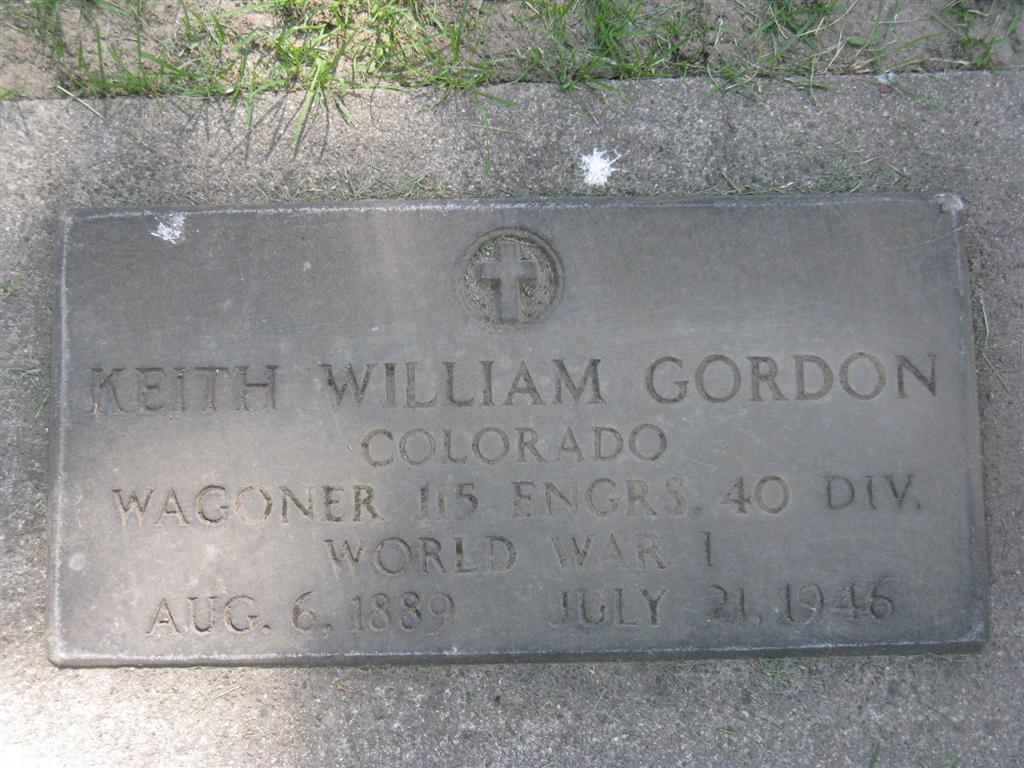 KEITH WILLIAM GORDON
COLORADO
WAGONER 115 ENGRS. 40 DIV.
WORLD WAR I
AUG. 6, 1889 JULY 21, 1946